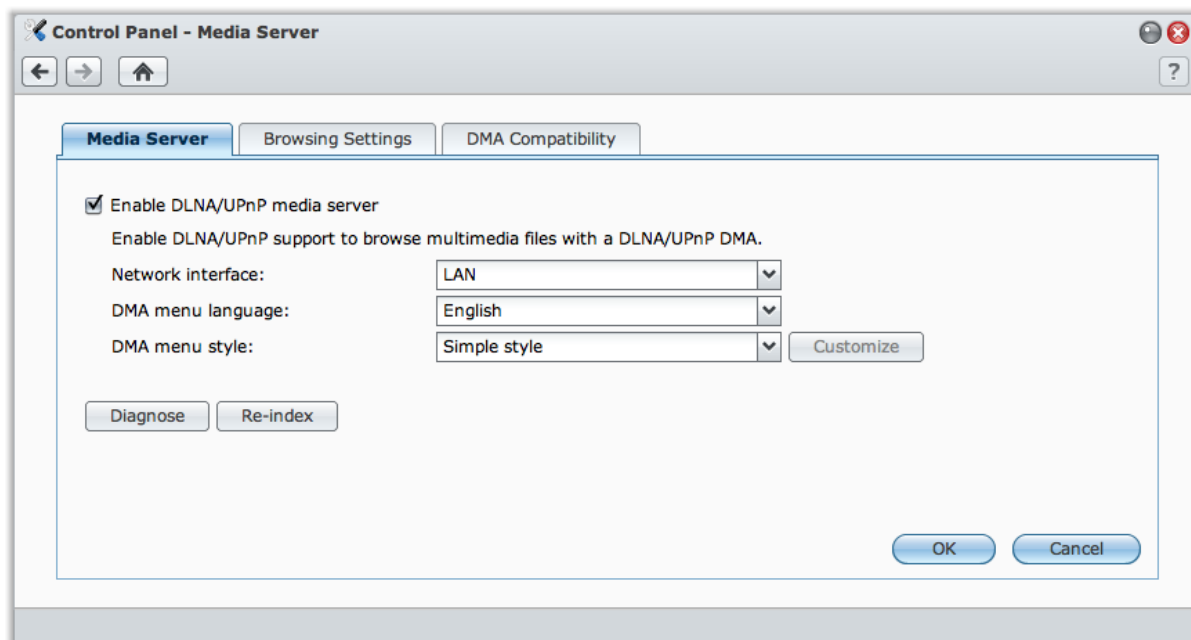 Control Panel - Media Server
?
Media Server Browsing Settings DMA Compatibility
Enable DLNA/UPnP media server
Enable DLNA/UPnP support to browse multimedia files with a DLNA/UPnP DMA.
Network interface: LAN
DMA menu language: English
DMA menu style: Simple style Customize
Diagnose Re-index
OK Cancel